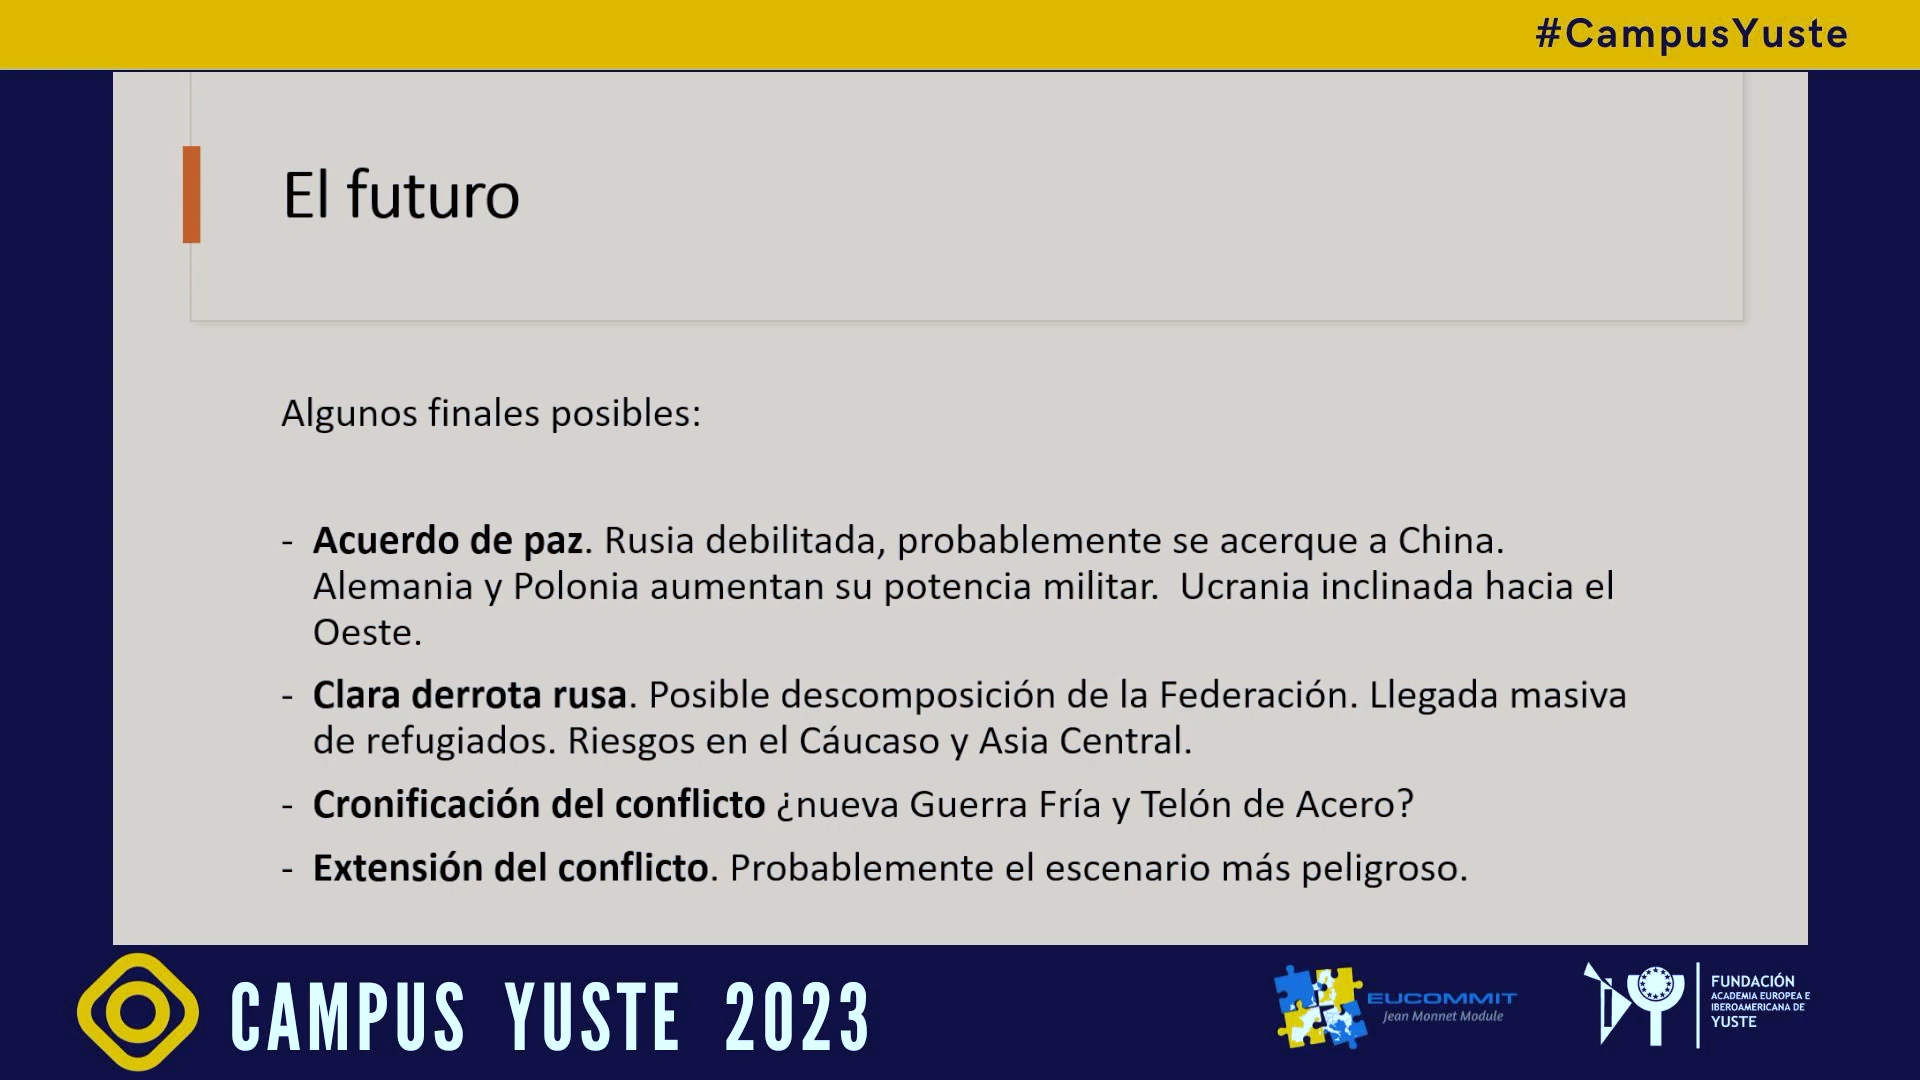 #CampusYuste
El futuro
Algunos finales posibles:
- Acuerdo de paz. Rusia debilitada, probablemente se acerque a China.
Alemania y Polonia aumentan su potencia militar.  Ucrania inclinada hacia el
Oeste.
- Clara derrota rusa. Posible descomposición de la Federación. Llegada masiva
de refugiados. Riesgos en el Cáucaso y Asia Central.
- Cronificación del conflicto ¿nueva Guerra Fría y Telón de Acero?
- Extensión del conflicto. Probablemente el escenario más peligroso.
CAMPUS YUSTE 2023
EUCOMMIT
Jean Monnet Module
FUNDACIÓN
ACADEMIA EUROPEA E
IBEROAMERICANA DE
YUSTE